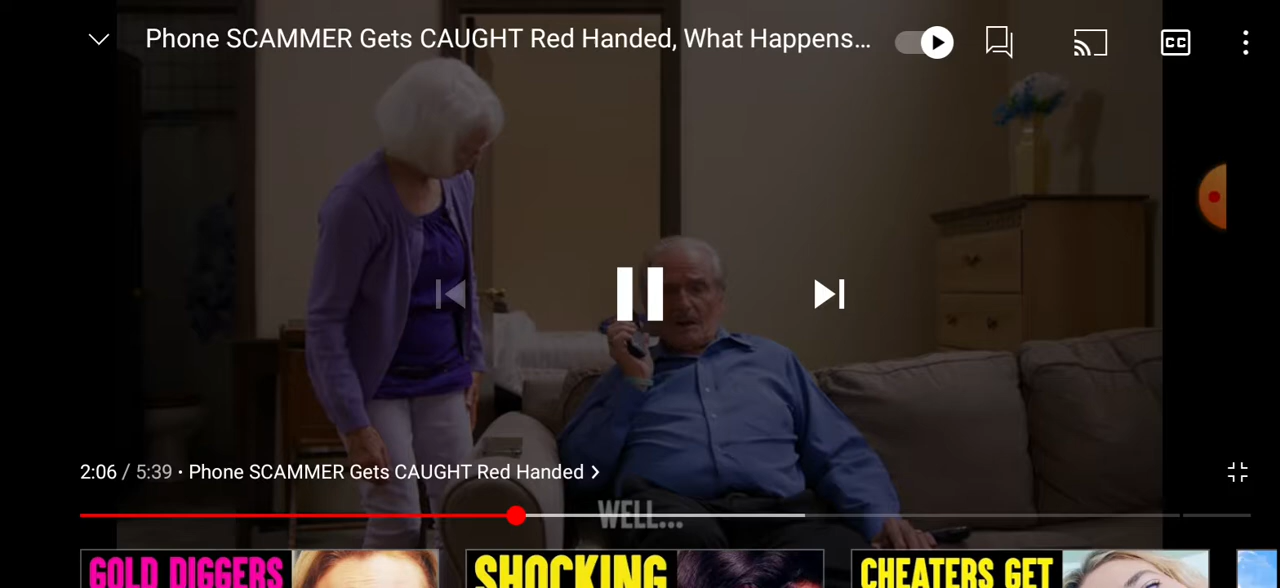 Phone SCAMMER Gets CAUGHT Red Handed, What Happens...
CC
2:06 / 5:39 · Phone SCAMMER Gets CAUGHT Red Handed
WELL...
GOLD DIGGERS
SHOCKING
CHEATERS GET